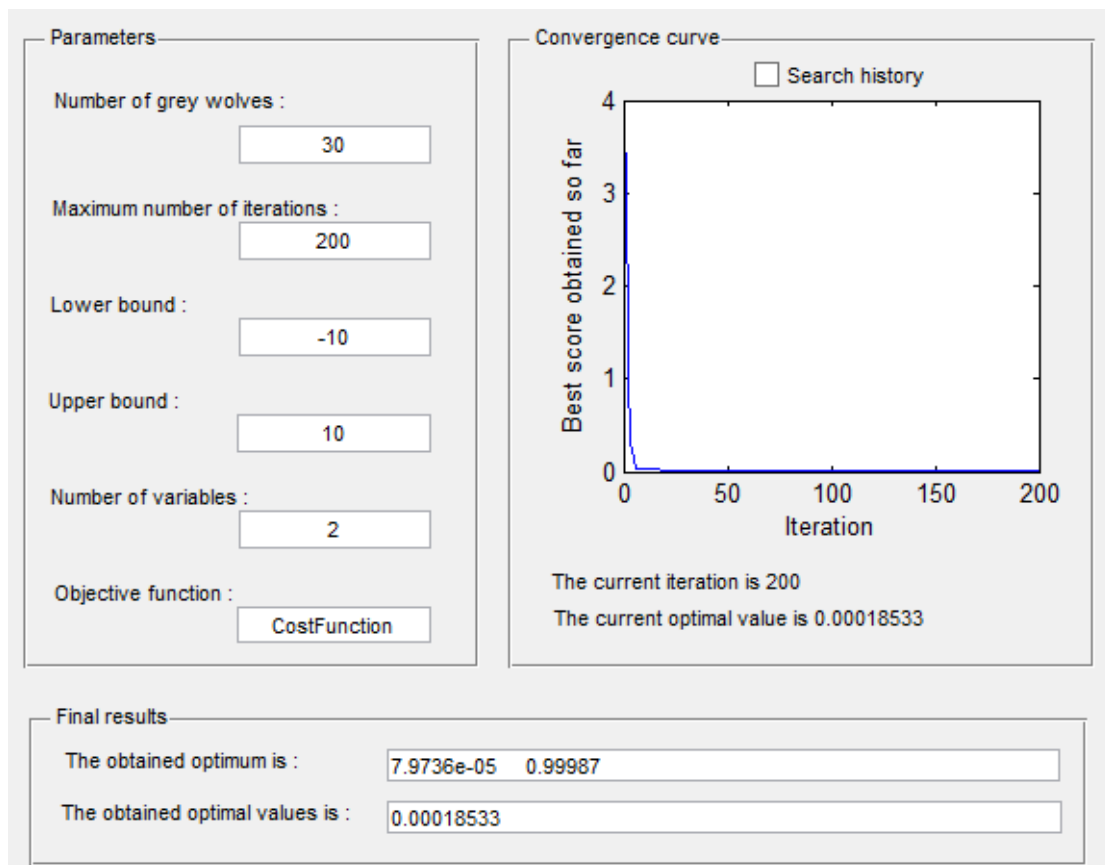 Parameters
Number of grey wolves :
30
Maximum number of iterations :
200
Lower bound :
-10
Upper bound :
10
Number of variables :
2
Objective function :
CostFunction
Convergence curve
Search history
Best score obtained so far
4
3
2
1
0
0 50 100 150 200
Iteration
The current iteration is 200
The current optimal value is 0.00018533
Final results
The obtained optimum is :
7.9736e-05 0.99987
The obtained optimal values is :
0.00018533